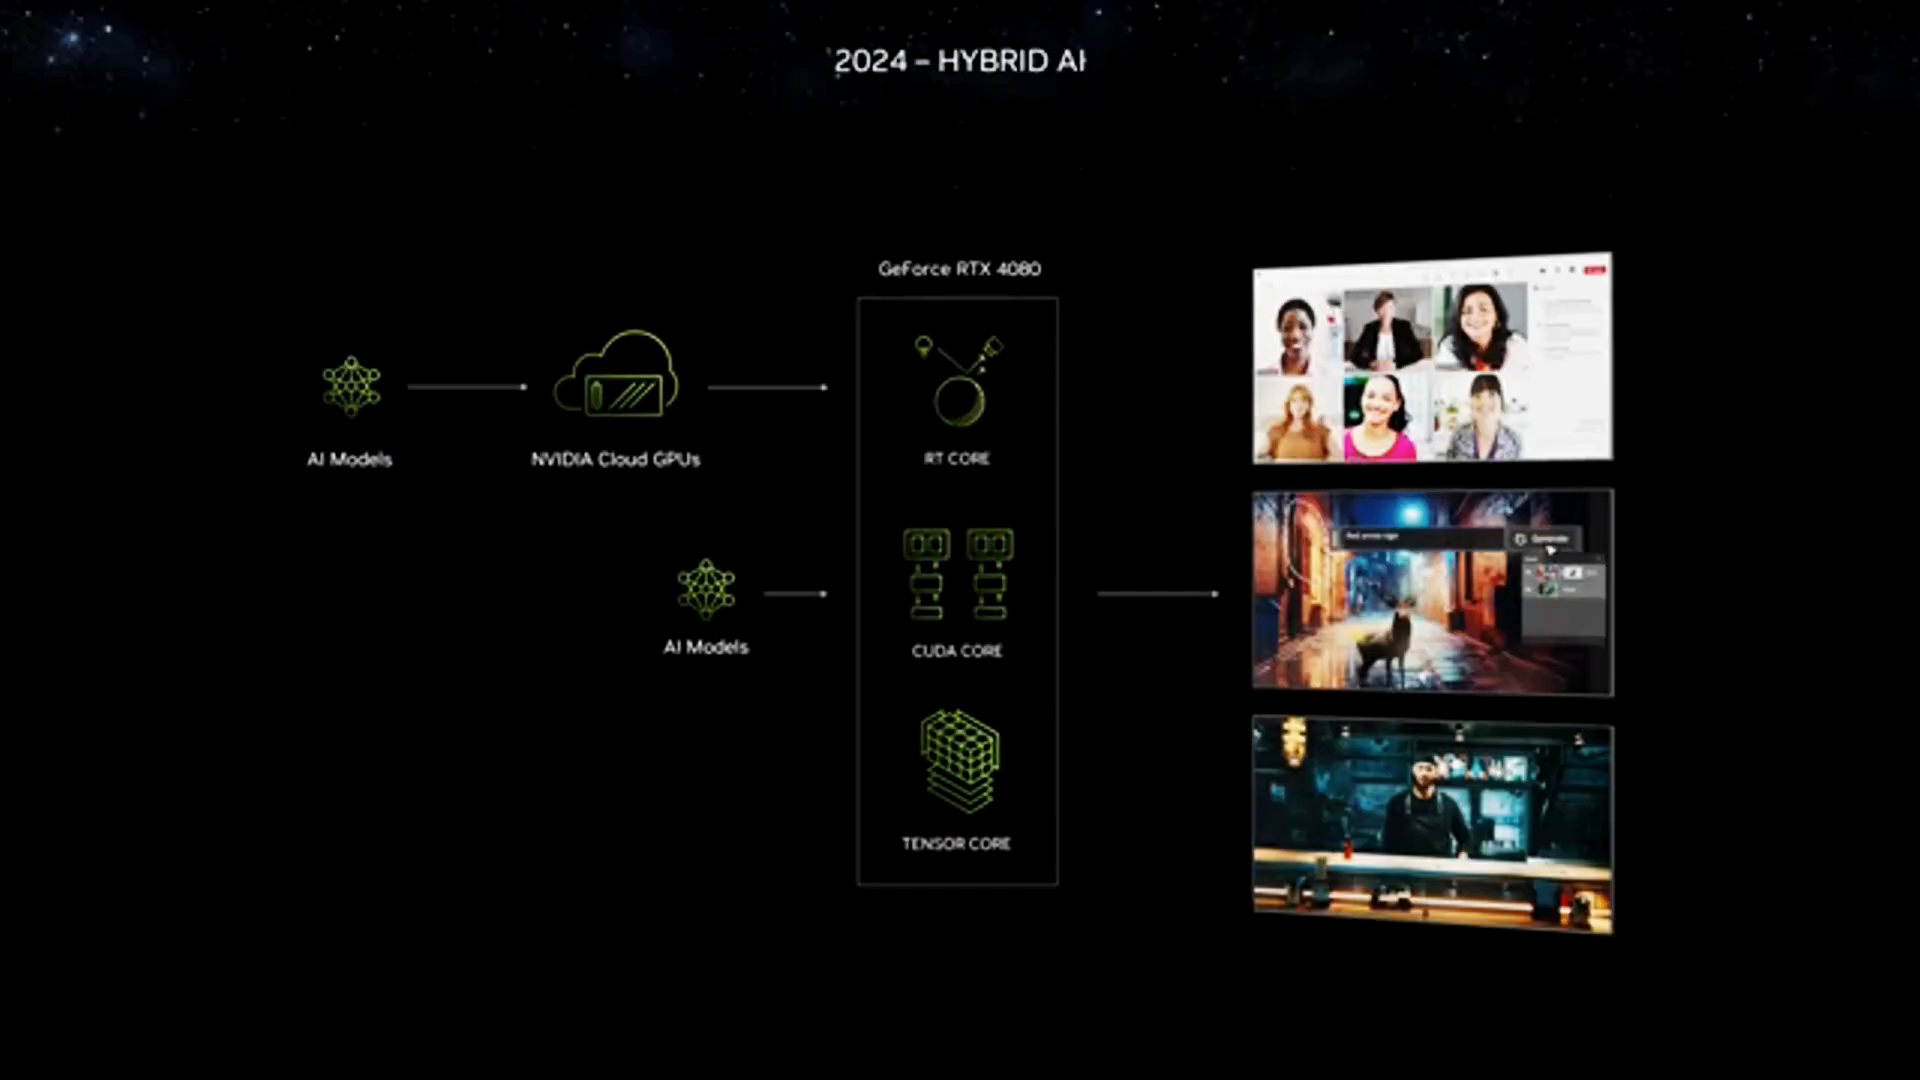 2024 – HYBRID AI
GeForce RTX 4080
AI Models
NVIDIA Cloud GPUs
RT CORE
AI Models
CUDA CORE
TENSOR CORE
Generate